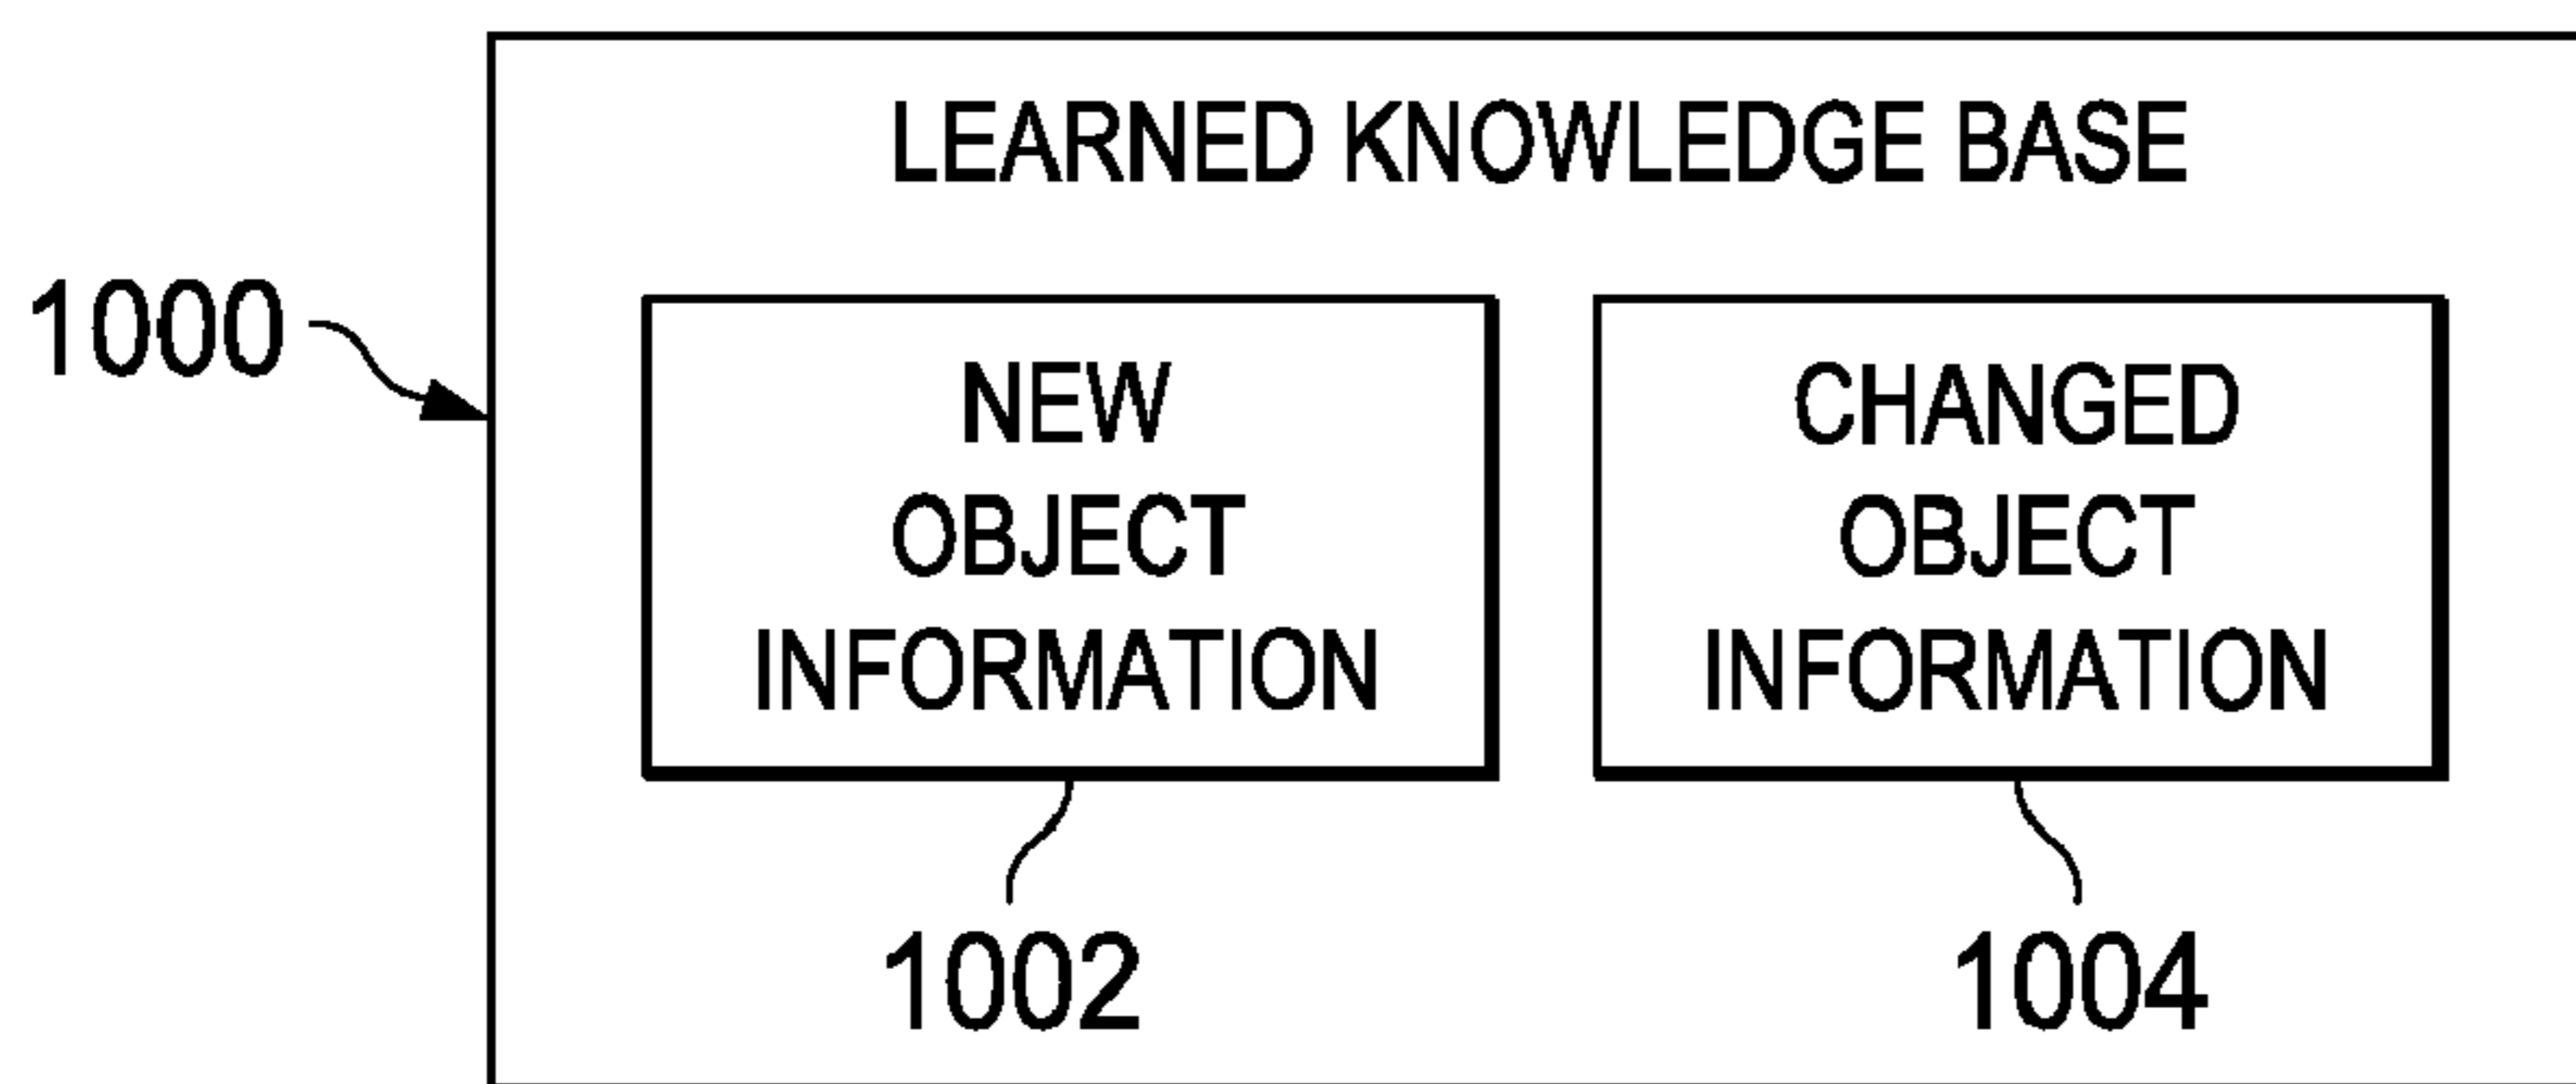 LEARNED KNOWLEDGE BASE
1000
NEW
OBJECT
INFORMATION
CHANGED
OBJECT
INFORMATION
1002
1004